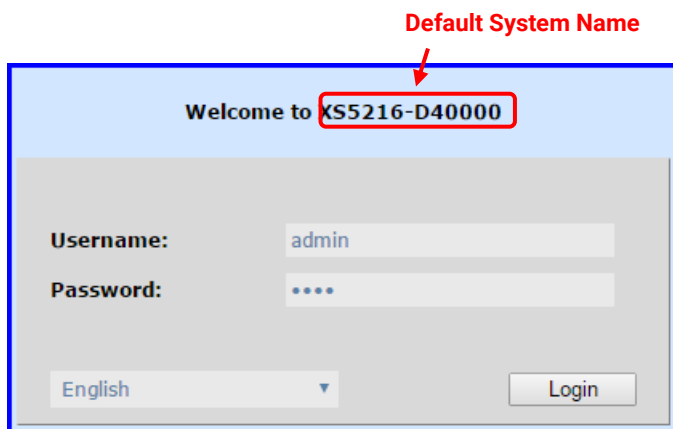 Default System Name
Welcome to XS5216-D40000
Username:
admin
Password:
••••
English
Login